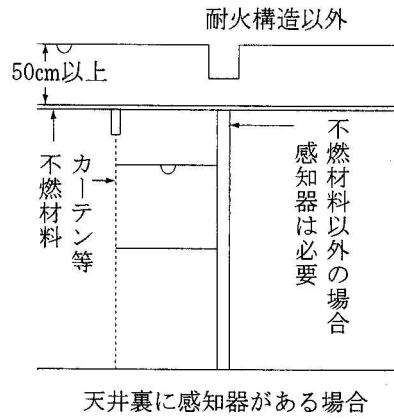 耐火構造以外
50cm以上
不燃材料以外の場合
感知器は必要
カーテン等
不燃材料
天井裏に感知器がある場合